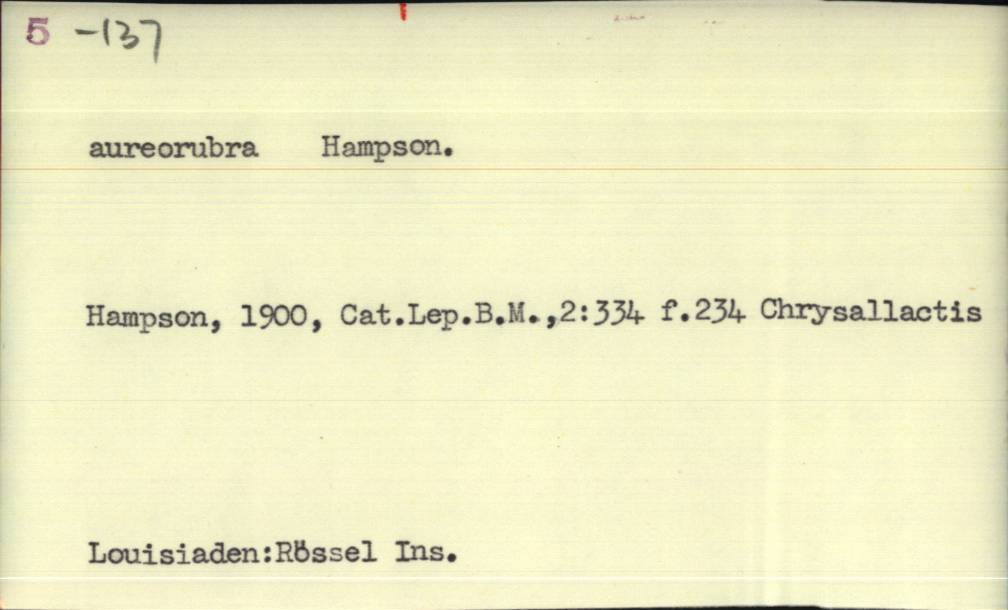 5 -137
aureorubra Hampson.
Hampson, 1900, Cat.Lep.B.M.,2:334 f.234 Chrysallactis
Louisiaden:Rössel Ins.